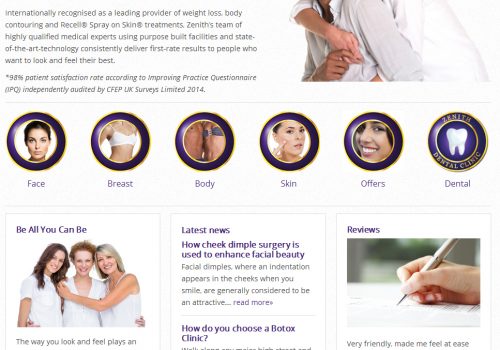 Internationally recognised as a leading provider of weight loss, body
contouring and Recell® Spray on Skin® treatments. Zenith's team of
highly qualified medical experts using purpose built facilities and state-
of-the-art-technology consistently deliver first-rate results to people who
want to look and feel their best.
*98% patient satisfaction rate according to Improving Practice Questionnaire
(IPQ) independently audited by CFEP UK Surveys Limited 2014.
ZENITH
DENTAL CLINIC
Face
Breast
Body
Skin
Offers
Dental
Be All You Can Be
The way you look and feel plays an
Latest news
How cheek dimple surgery is
used to enhance facial beauty
Facial dimples, where an indentation
appears in the cheeks when you
smile, are generally considered to be
an attractive... read more»
How do you choose a Botox
Clinic?
Walk along any major high street and
Reviews
Very friendly, made me feel at ease